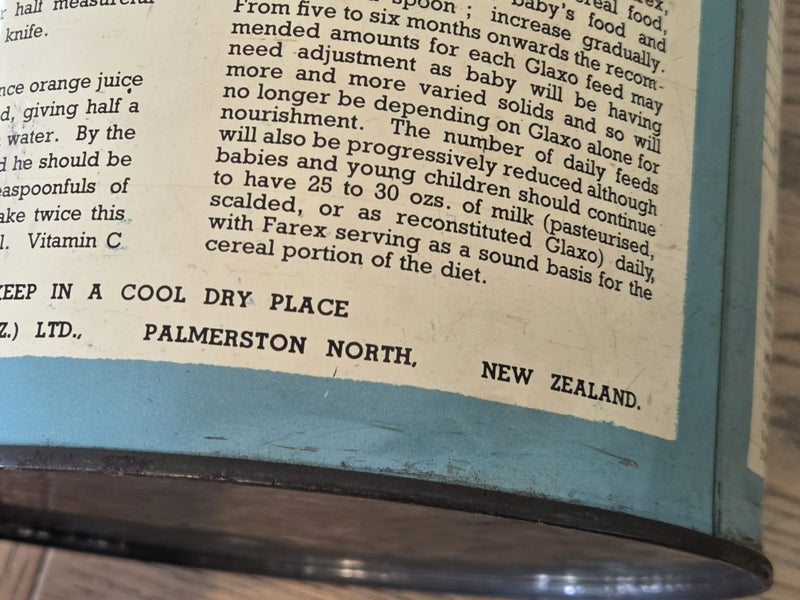 r half measureful
knife.
nce orange juice
d, giving half a
water. By the
d he should be
easpoonfuls of
ake twice this
l. Vitamin C
real food,
spoon ; baby's food and
increase gradually.
From five to six months onwards the recom-
mended amounts for each Glaxo feed may
need adjustment as baby will be having
more and more varied solids and so will
no longer be depending on Glaxo alone for
nourishment. The number of daily feeds
will also be progressively reduced although
babies and young children should continue
to have 25 to 30 ozs. of milk (pasteurised,
scalded, or as reconstituted Glaxo) daily,
with Farex serving as a sound basis for the
cereal portion of the diet.
KEEP IN A COOL DRY PLACE
Z.) LTD., PALMERSTON NORTH, NEW ZEALAND.